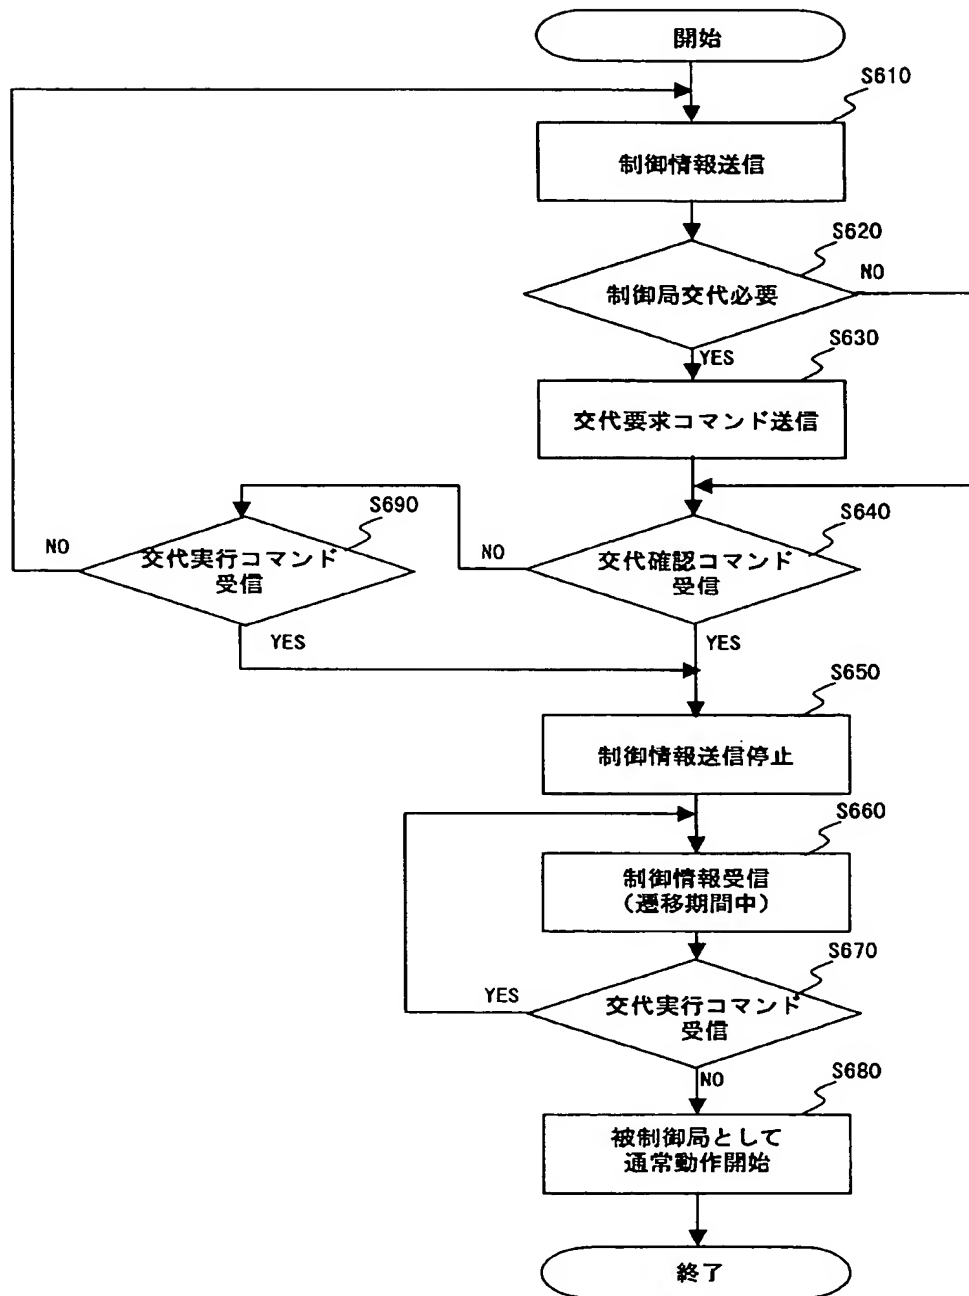 開始
S610
制御情報送信
S620
制御局交代必要
NO
YES
S630
交代要求コマンド送信
S690
交代実行コマンド
受信
NO
YES
S640
交代確認コマンド
受信
NO
YES
S650
制御情報送信停止
S660
制御情報受信
(遷移期間中)
S670
交代実行コマンド
受信
YES
NO
S680
被制御局として
通常動作開始
終了